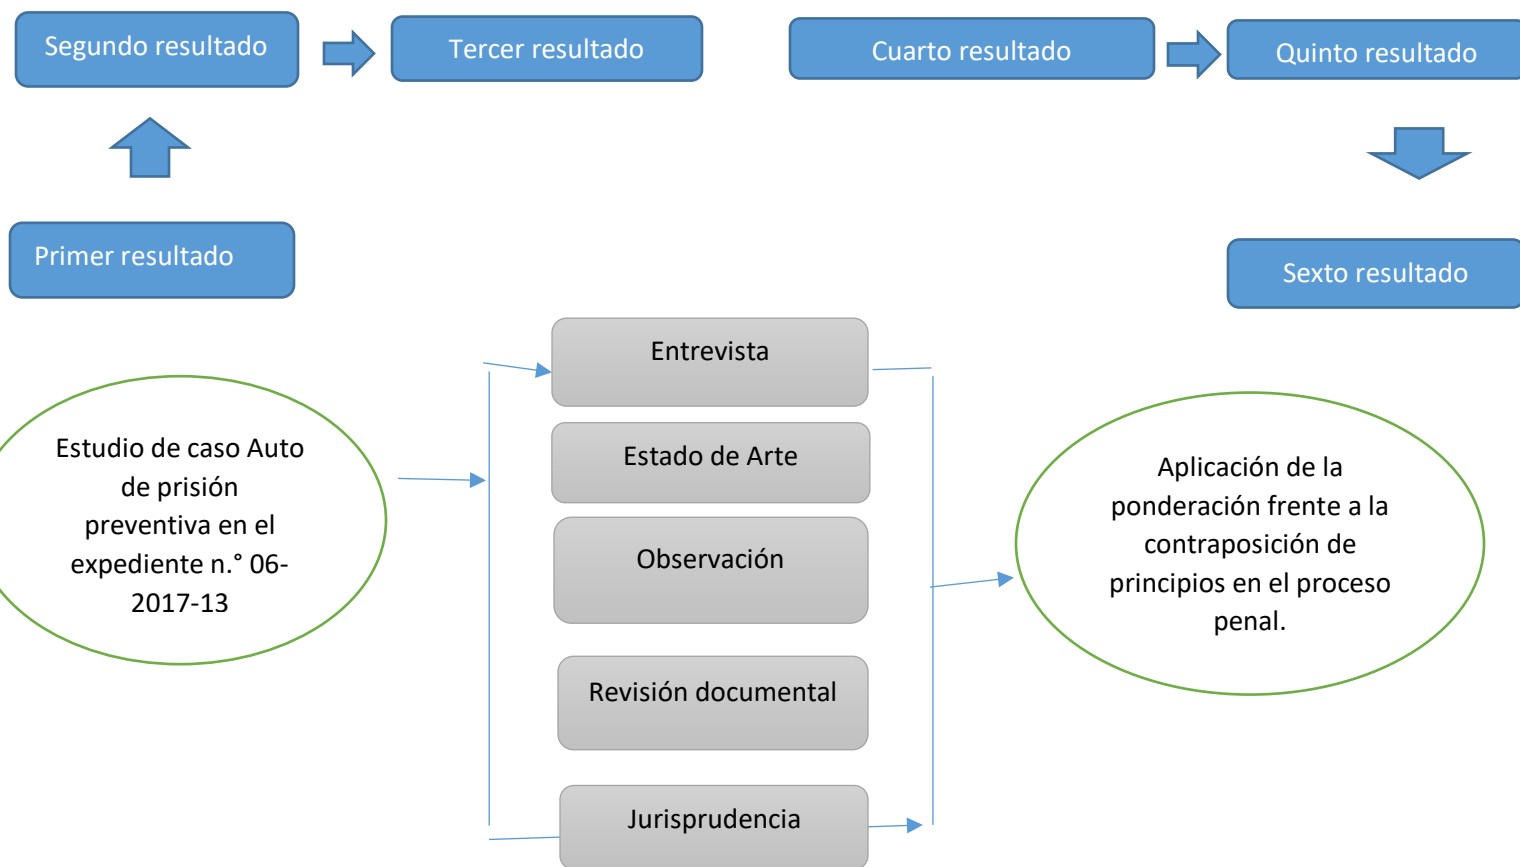 Segundo resultado
Tercer resultado
Cuarto resultado
Quinto resultado
Primer resultado
Sexto resultado
Entrevista
Estado de Arte
Observación
Revisión documental
Jurisprudencia
Estudio de caso Auto
de prisión
preventiva en el
expediente n.° 06-
2017-13
Aplicación de la
ponderación frente a la
contraposición de
principios en el proceso
penal.